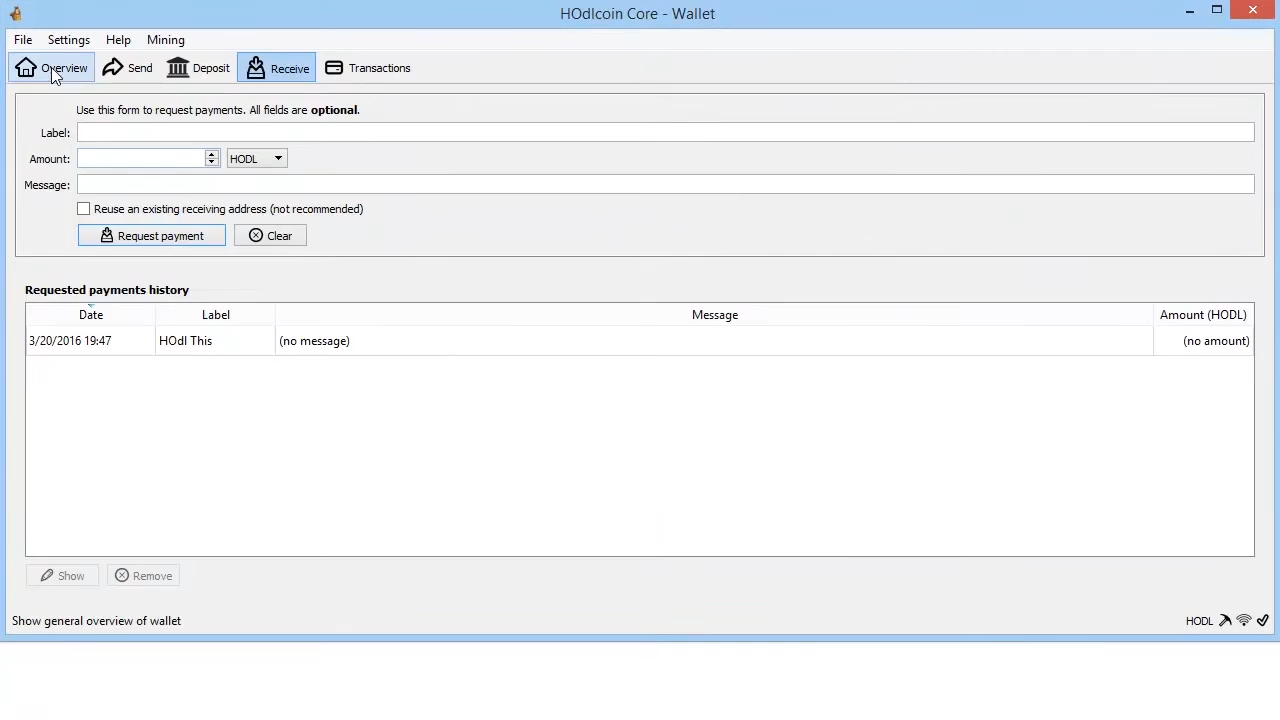 HOdlcoin Core - Wallet
File Settings Help Mining
Overview Send Deposit Receive Transactions
Use this form to request payments. All fields are optional.
Label:
Amount: HODL
Message:
Reuse an existing receiving address (not recommended)
Request payment Clear
Requested payments history
Date Label Message Amount (HODL)
3/20/2016 19:47 HOdl This (no message) (no amount)
Show Remove
Show general overview of wallet HODL